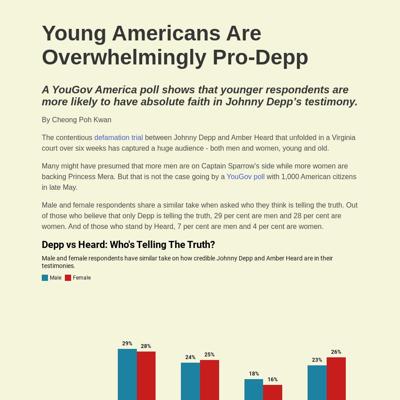 Young Americans Are
Overwhelmingly Pro-Depp
A YouGov America poll shows that younger respondents are
more likely to have absolute faith in Johnny Depp's testimony.
By Cheong Poh Kwan
The contentious defamation trial between Johnny Depp and Amber Heard that unfolded in a Virginia
court over six weeks has captured a huge audience - both men and women, young and old.
Many might have presumed that more men are on Captain Sparrow's side while more women are
backing Princess Mera. But that is not the case going by a YouGov poll with 1,000 American citizens
in late May.
Male and female respondents share a similar take when asked who they think is telling the truth. Out
of those who believe that only Depp is telling the truth, 29 per cent are men and 28 per cent are
women. And of those who stand by Heard, 7 per cent are men and 4 per cent are women.
Depp vs Heard: Who's Telling The Truth?
Male and female respondents have similar take on how credible Johnny Depp and Amber Heard are in their
testimonies.
Male Female
29% 28% 24% 25% 18% 16% 23% 26%